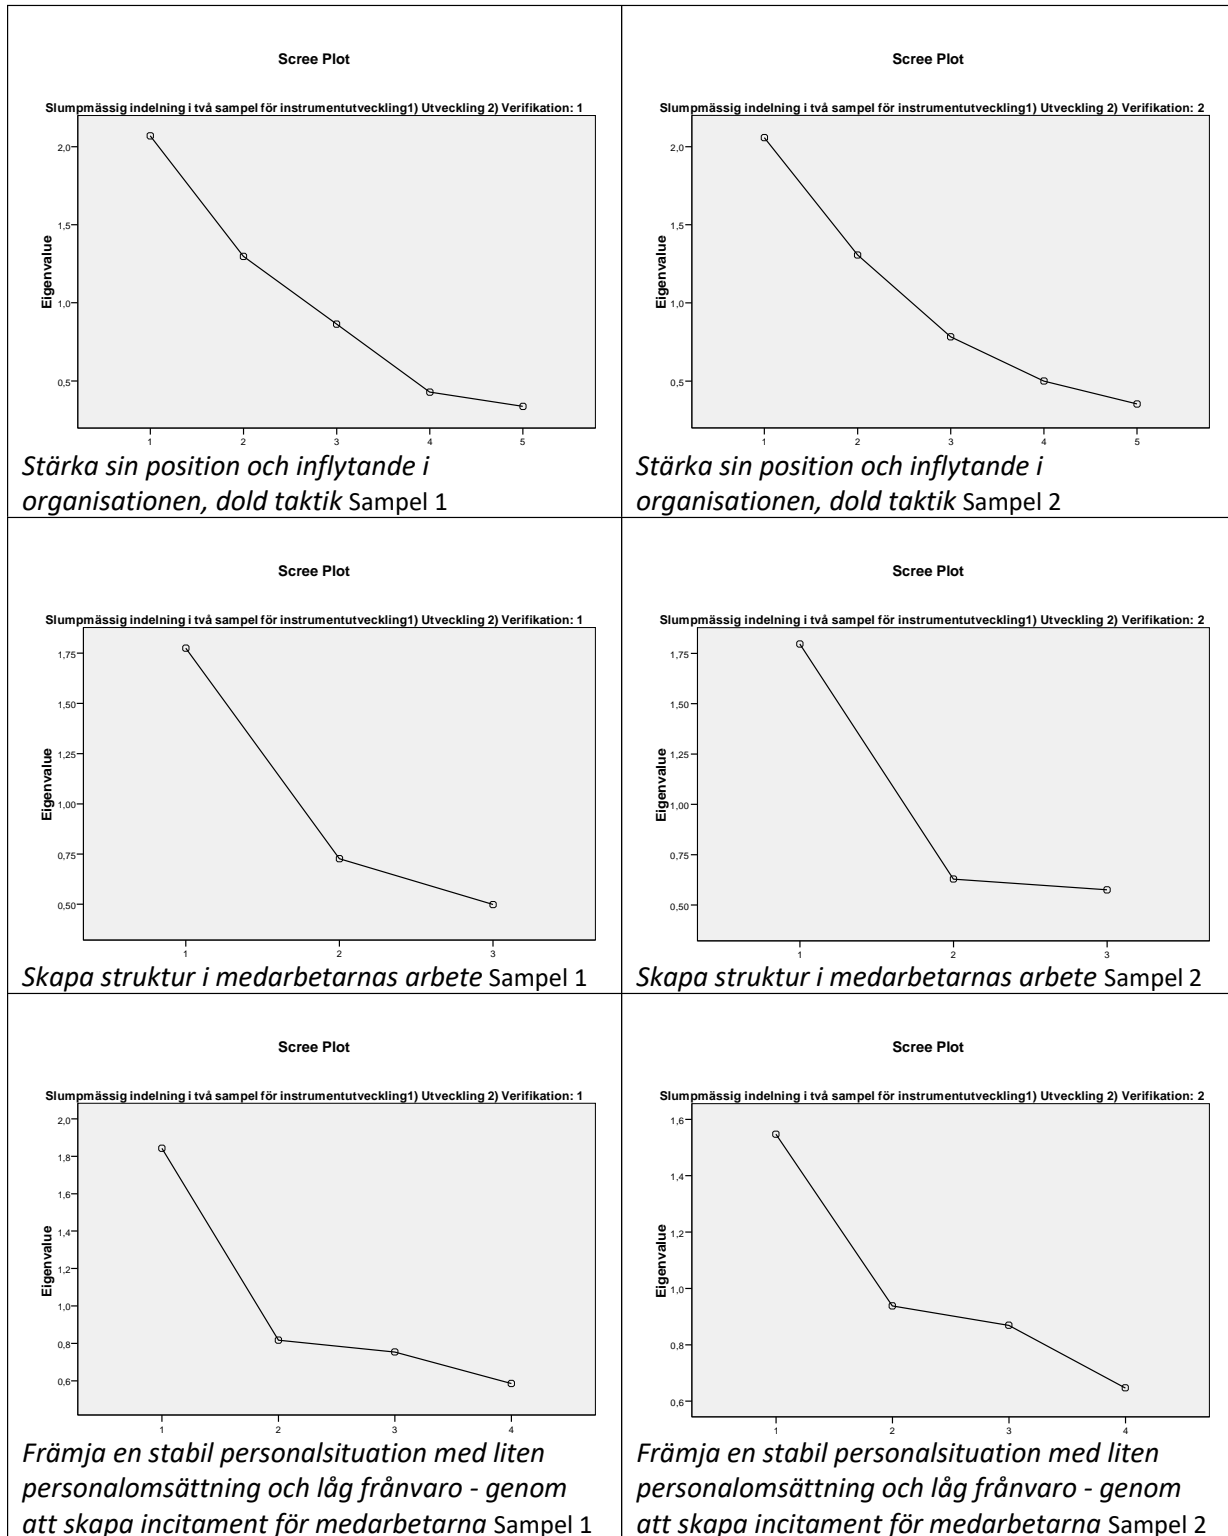 Scree Plot
Slumpmässig indelning i två sampel för instrumentutveckling1) Utveckling 2) Verifikation: 1
Eigenvalue
2,0
1,5
1,0
0,5
1 2 3 4 5
Stärka sin position och inflytande i
organisationen, dold taktik Sampel 1
Scree Plot
Slumpmässig indelning i två sampel för instrumentutveckling1) Utveckling 2) Verifikation: 2
Eigenvalue
2,0
1,5
1,0
0,5
1 2 3 4 5
Stärka sin position och inflytande i
organisationen, dold taktik Sampel 2
Scree Plot
Slumpmässig indelning i två sampel för instrumentutveckling1) Utveckling 2) Verifikation: 1
Eigenvalue
1,75
1,50
1,25
1,00
0,75
0,50
1 2 3
Skapa struktur i medarbetarnas arbete Sampel 1
Scree Plot
Slumpmässig indelning i två sampel för instrumentutveckling1) Utveckling 2) Verifikation: 2
Eigenvalue
1,75
1,50
1,25
1,00
0,75
0,50
1 2 3
Skapa struktur i medarbetarnas arbete Sampel 2
Scree Plot
Slumpmässig indelning i två sampel för instrumentutveckling1) Utveckling 2) Verifikation: 1
Eigenvalue
2,0
1,8
1,6
1,4
1,2
1,0
0,8
0,6
1 2 3 4
Främja en stabil personalsituation med liten
personalomsättning och låg frånvaro - genom
att skapa incitament för medarbetarna Sampel 1
Scree Plot
Slumpmässig indelning i två sampel för instrumentutveckling1) Utveckling 2) Verifikation: 2
Eigenvalue
1,6
1,4
1,2
1,0
0,8
0,6
1 2 3 4
Främja en stabil personalsituation med liten
personalomsättning och låg frånvaro - genom
att skapa incitament för medarbetarna Sampel 2